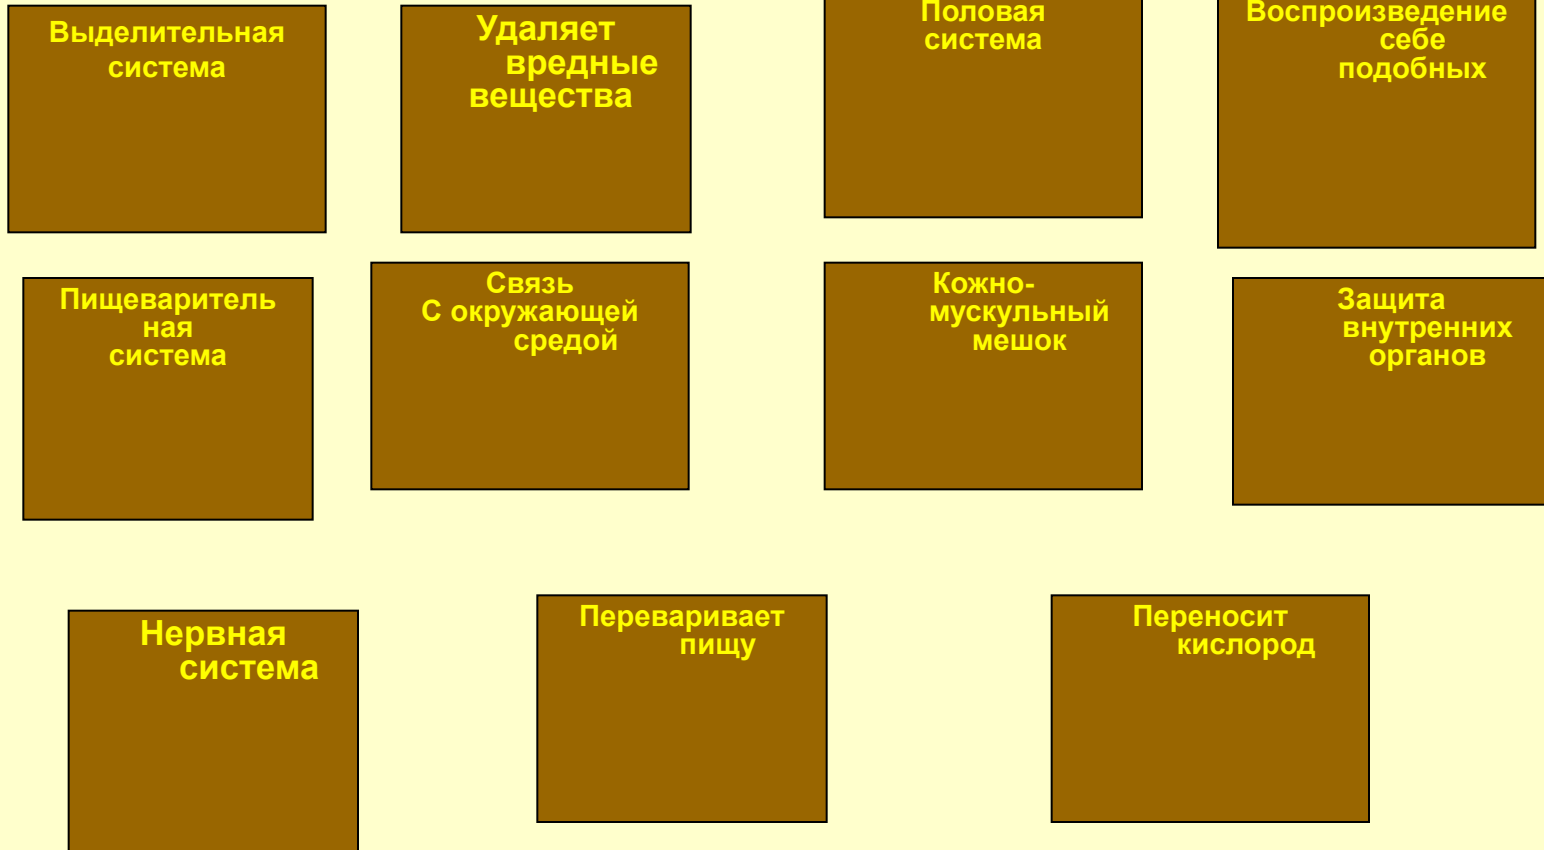 Выделительная
система
Удаляет
вредные
вещества
Половая
система
Воспроизведение
себе
подобных
Пищеваритель
ная
система
Связь
С окружающей
средой
Кожно-
мускульный
мешок
Защита
внутренних
органов
Нервная
система
Переваривает
пищу
Переносит
кислород